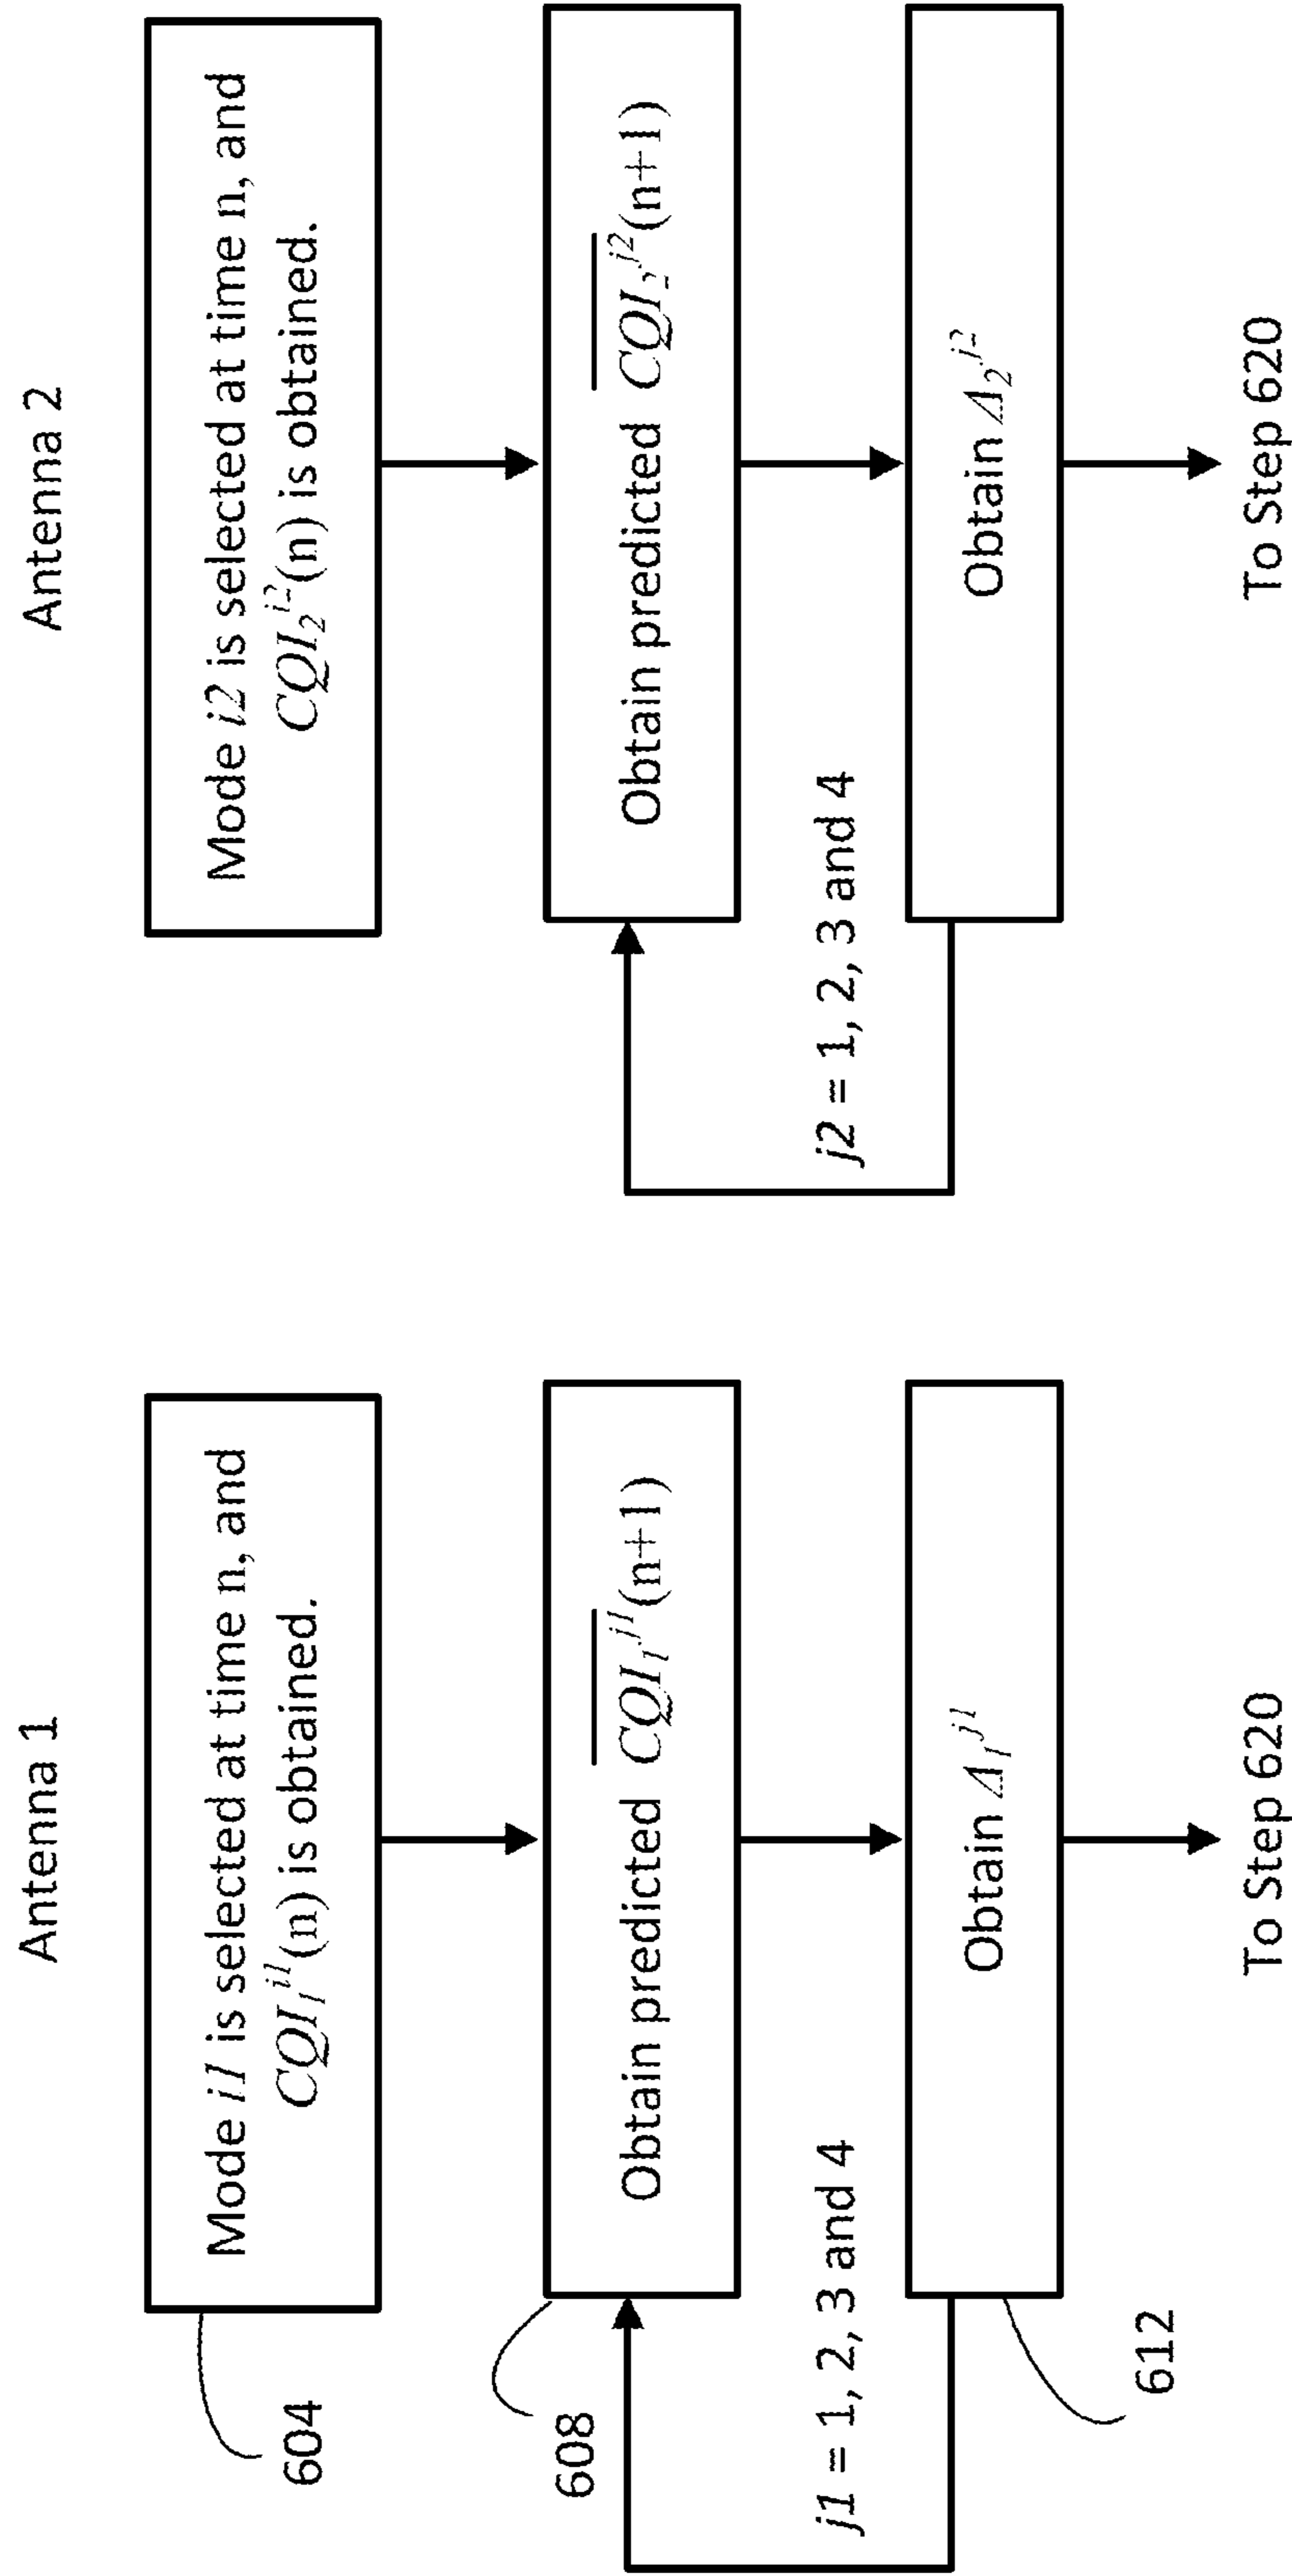 Antenna 1
604
Mode i1 is selected at time n, and
CQI₁ⁱ¹(n) is obtained.
608
Obtain predicted C̅Q̅I̅₁ʲ¹(n+1)
j1 = 1, 2, 3 and 4
612
Obtain Δ₁ʲ¹
To Step 620
Antenna 2
Mode i2 is selected at time n, and
CQI₂ⁱ²(n) is obtained.
Obtain predicted C̅Q̅I̅₂ʲ²(n+1)
j2 = 1, 2, 3 and 4
Obtain Δ₂ʲ²
To Step 620